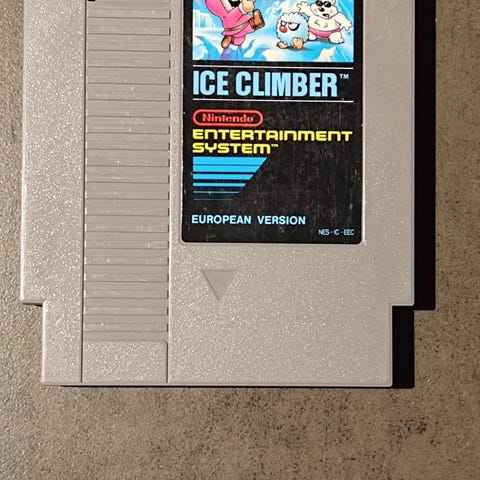 ICE CLIMBER™
Nintendo
ENTERTAINMENT
SYSTEM™
EUROPEAN VERSION
NES-IC-EEC